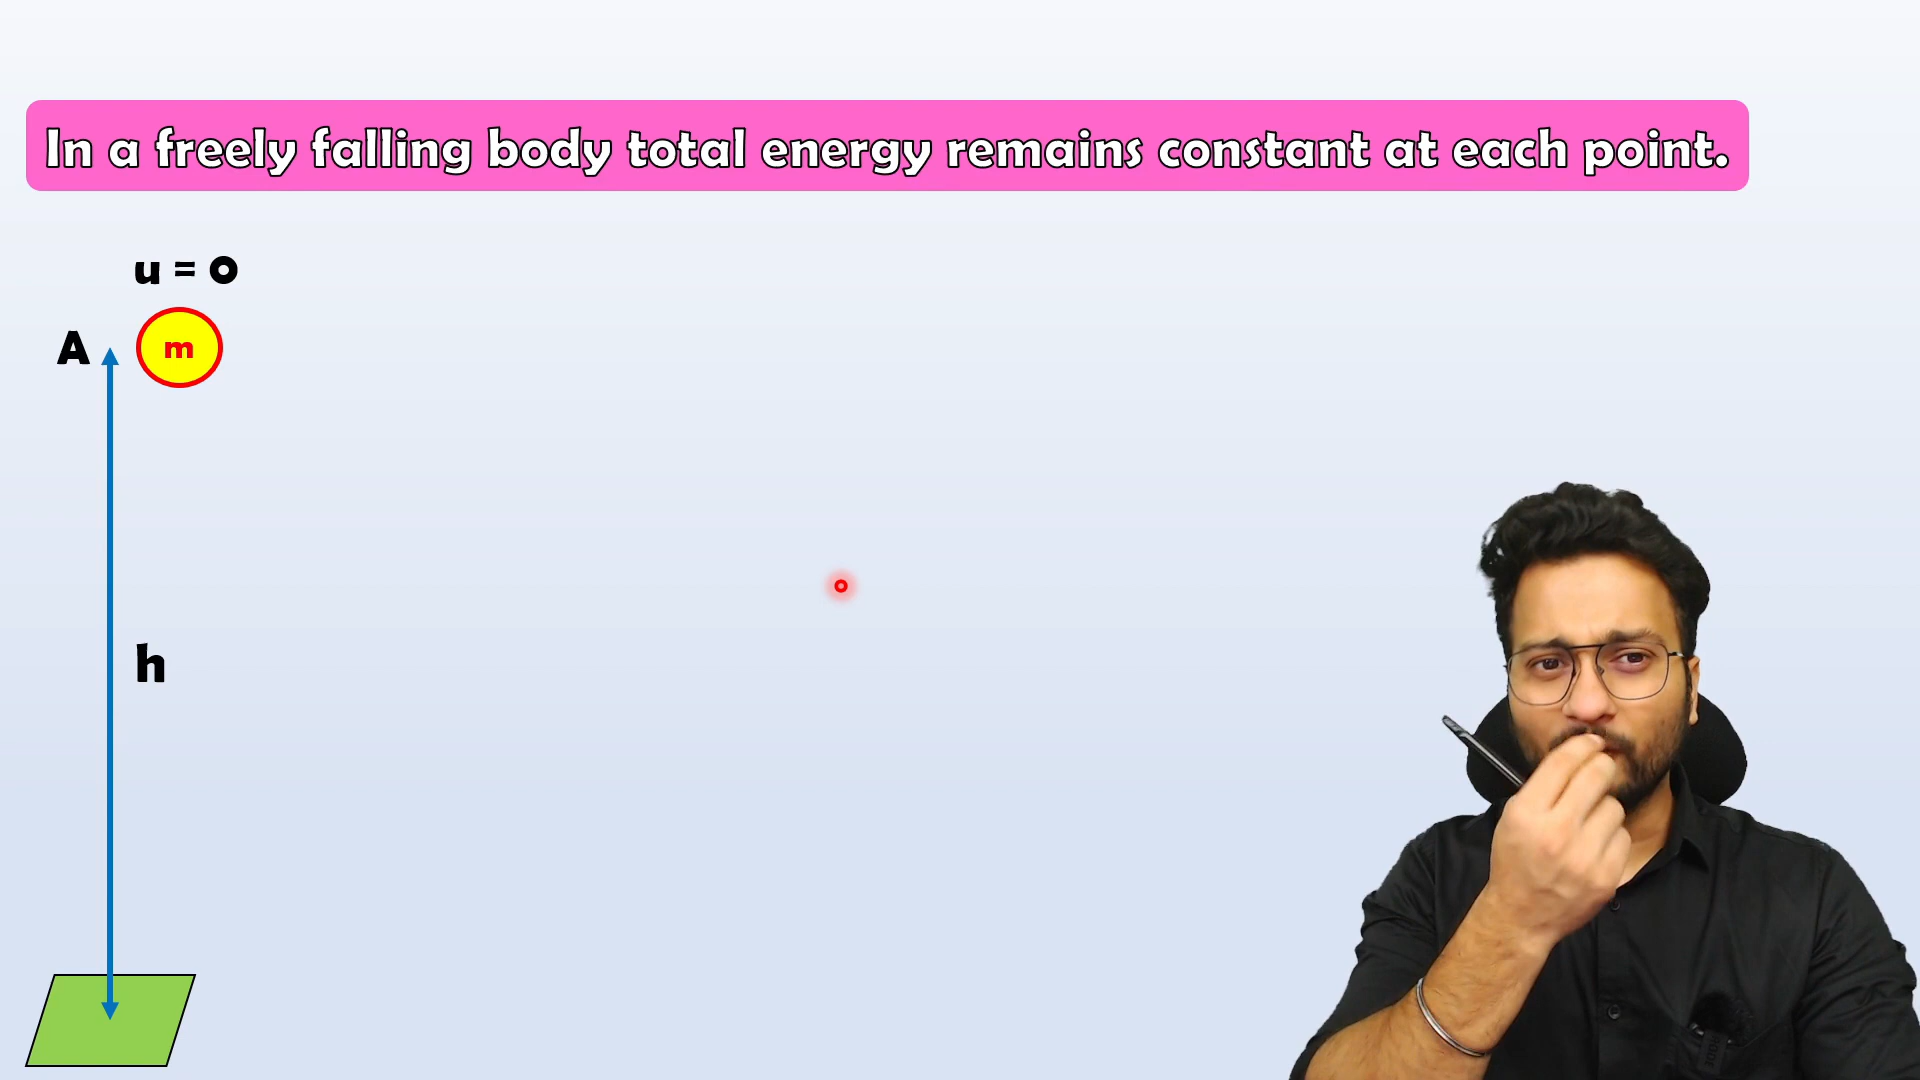 In a freely falling body total energy remains constant at each point.
u = 0
A
m
h